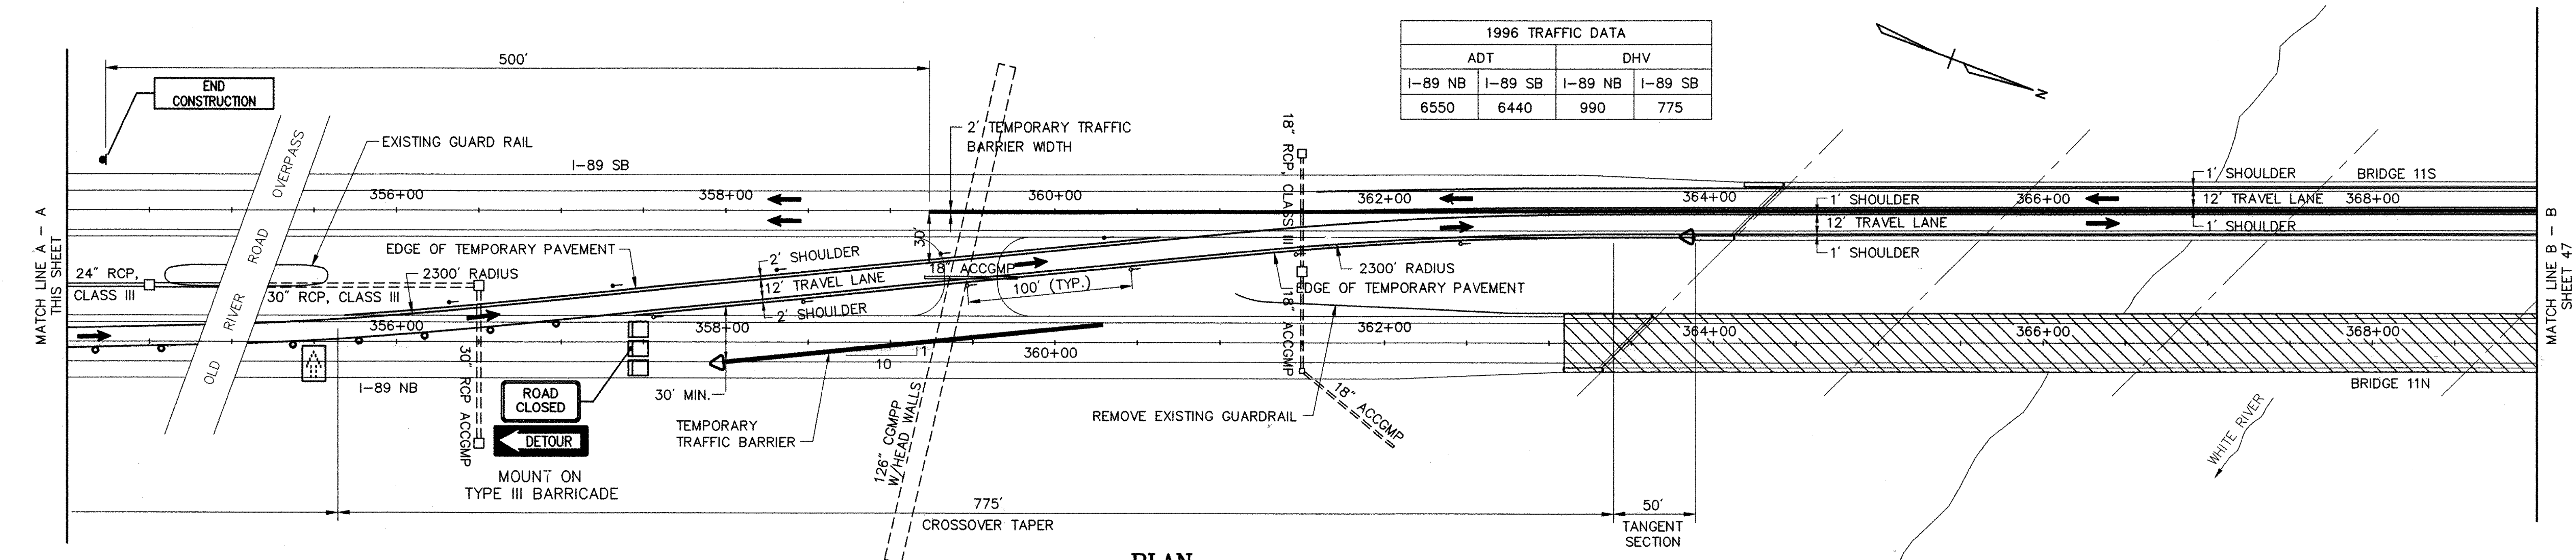 1996 TRAFFIC DATA
ADT DHV
I-89 NB I-89 SB I-89 NB I-89 SB
6550 6440 990 775
N
500'
END
CONSTRUCTION
EXISTING GUARD RAIL
OLD RIVER ROAD OVERPASS
2' TEMPORARY TRAFFIC
BARRIER WIDTH
I-89 SB
356+00 358+00 360+00 362+00 364+00 366+00 368+00
18" RCP, CLASS III
18" ACCGMP
1' SHOULDER
12' TRAVEL LANE
1' SHOULDER
BRIDGE 11S
1' SHOULDER
12' TRAVEL LANE
1' SHOULDER
MATCH LINE A - A
THIS SHEET
MATCH LINE B - B
SHEET 47
24" RCP,
CLASS III
30" RCP, CLASS III
2300' RADIUS
EDGE OF TEMPORARY PAVEMENT
2' SHOULDER
12' TRAVEL LANE
2' SHOULDER
30'
18" ACCGMP
100' (TYP.)
2300' RADIUS
EDGE OF TEMPORARY PAVEMENT
356+00 358+00 360+00 362+00 364+00 366+00 368+00
1
10
I-89 NB
30" RCP ACCGMP
ROAD
CLOSED
DETOUR
MOUNT ON
TYPE III BARRICADE
30' MIN.
TEMPORARY
TRAFFIC BARRIER
126" CGMPP
W/HEAD WALLS
REMOVE EXISTING GUARDRAIL
18" ACCGMP
BRIDGE 11N
WHITE RIVER
775'
CROSSOVER TAPER
50'
TANGENT
SECTION
PLAN